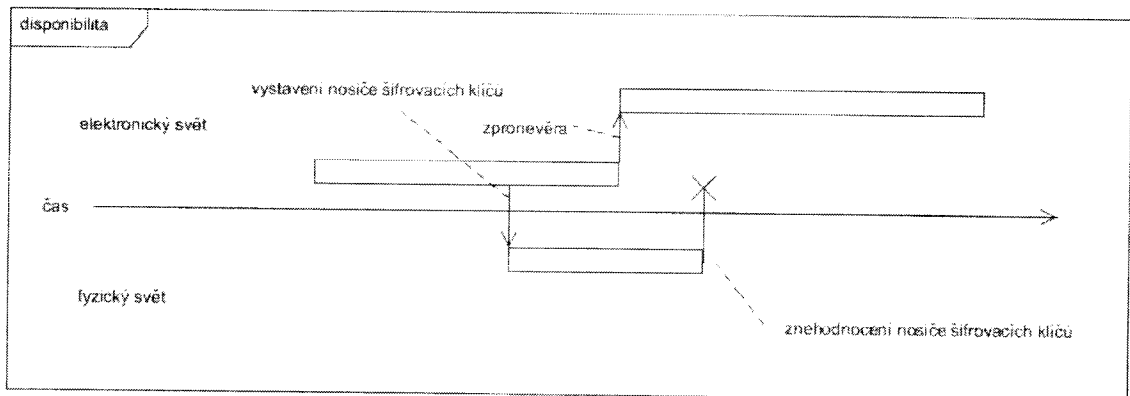 disponibilita
vystavení nosiče šifrovacích klíčů
elektronický svět
zpronevěra
čas
fyzický svět
znehodnocení nosiče šifrovacích klíčů